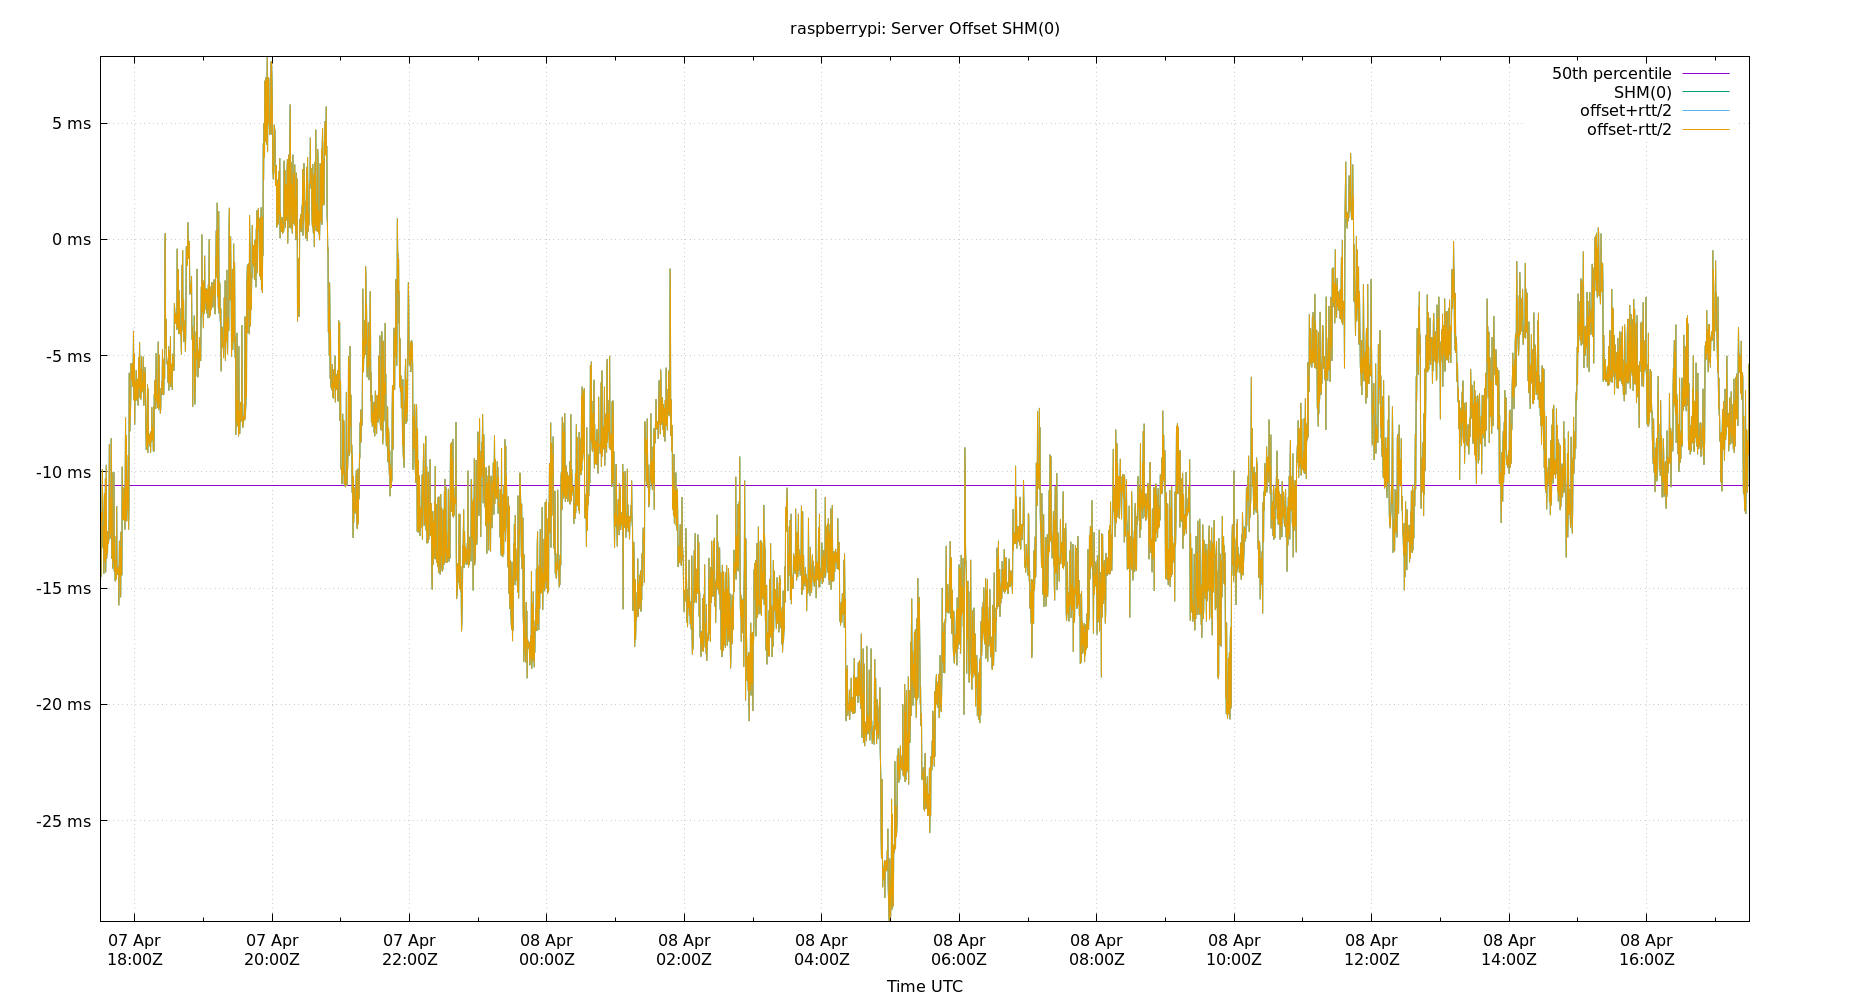 raspberrypi: Server Offset SHM(0)
50th percentile
SHM(0)
offset+rtt/2
offset-rtt/2
5 ms
0 ms
-5 ms
-10 ms
-15 ms
-20 ms
-25 ms
07 Apr 07 Apr 07 Apr 08 Apr 08 Apr 08 Apr 08 Apr 08 Apr 08 Apr 08 Apr 08 Apr 08 Apr
18:00Z 20:00Z 22:00Z 00:00Z 02:00Z 04:00Z 06:00Z 08:00Z 10:00Z 12:00Z 14:00Z 16:00Z
Time UTC